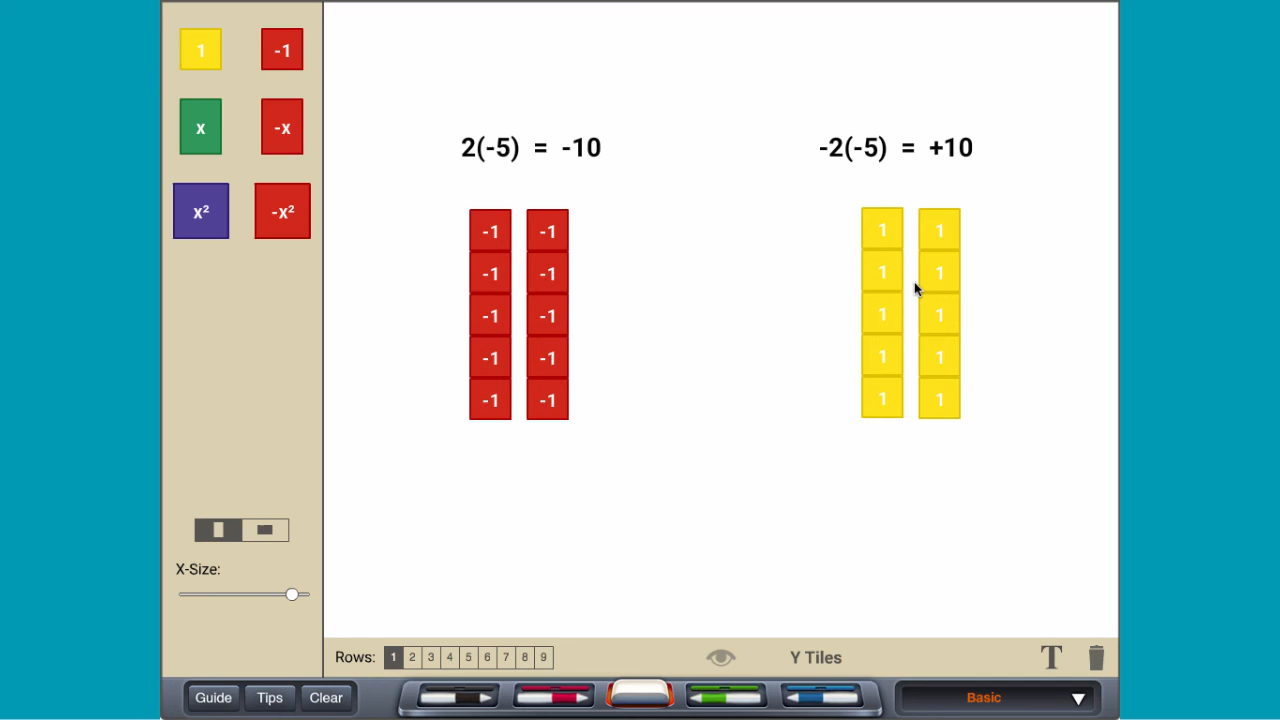 1 -1
x -x
x² -x²
2(-5) = -10
-2(-5) = +10
-1 -1
-1 -1
-1 -1
-1 -1
-1 -1
1 1
1 1
1 1
1 1
1 1
X-Size:
Rows: 1 2 3 4 5 6 7 8 9
Y Tiles
T
Guide Tips Clear
Basic